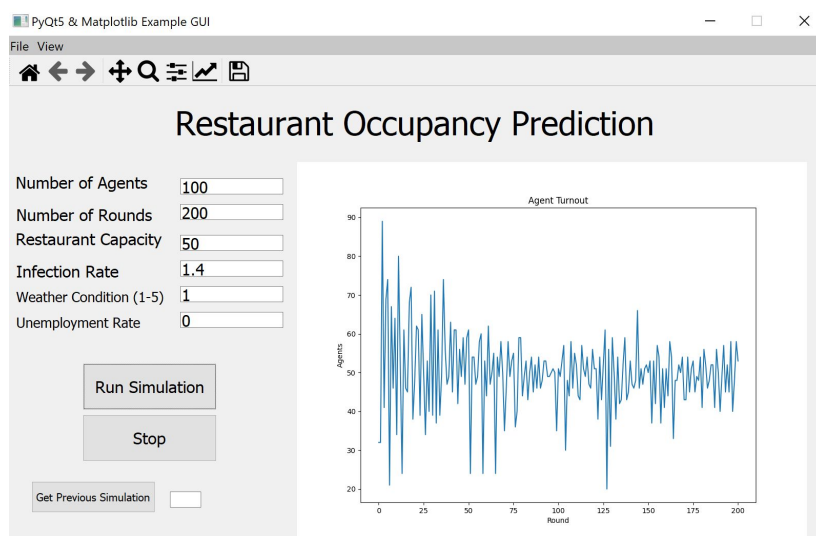 PyQt5 & Matplotlib Example GUI
File View
Restaurant Occupancy Prediction
Number of Agents 100
Number of Rounds 200
Restaurant Capacity 50
Infection Rate 1.4
Weather Condition (1-5) 1
Unemployment Rate 0
Run Simulation
Stop
Get Previous Simulation
Agent Turnout
90
80
70
60
50
40
30
20
Agents
0 25 50 75 100 125 150 175 200
Round